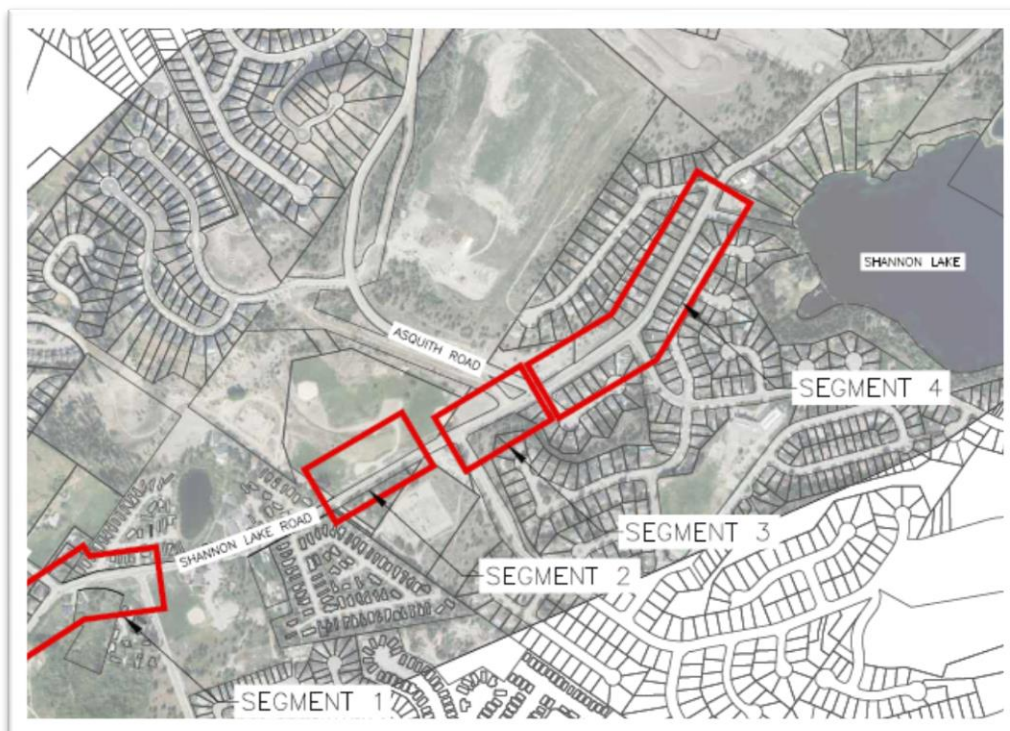 SHANNON LAKE
ASQUITH ROAD
SEGMENT 4
SHANNON LAKE ROAD
SEGMENT 3
SEGMENT 2
SEGMENT 1